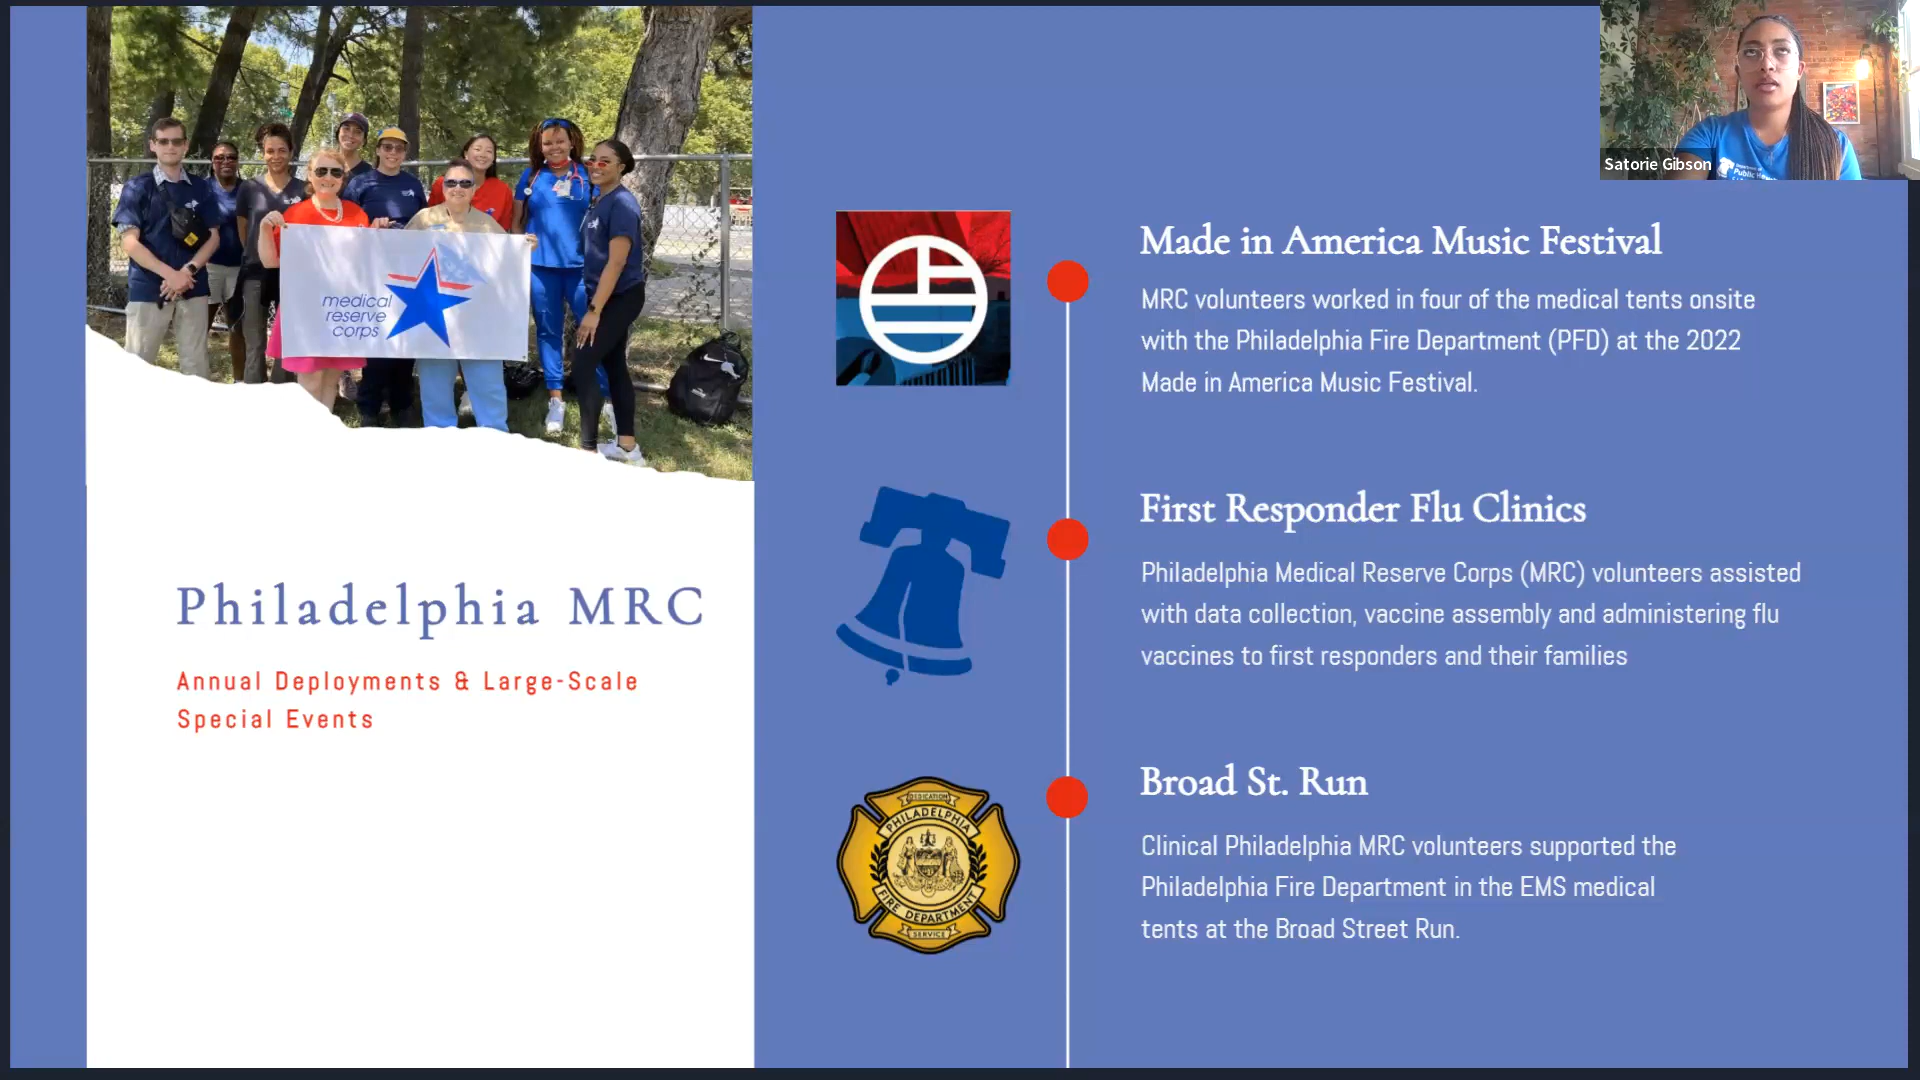 medical
reserve
corps
Philadelphia MRC
Annual Deployments & Large-Scale
Special Events
Made in America Music Festival
MRC volunteers worked in four of the medical tents onsite
with the Philadelphia Fire Department (PFD) at the 2022
Made in America Music Festival.
First Responder Flu Clinics
Philadelphia Medical Reserve Corps (MRC) volunteers assisted
with data collection, vaccine assembly and administering flu
vaccines to first responders and their families
DEDICATION
PHILADELPHIA
FIRE DEPARTMENT
SERVICE
Broad St. Run
Clinical Philadelphia MRC volunteers supported the
Philadelphia Fire Department in the EMS medical
tents at the Broad Street Run.
Satorie Gibson
Public Health